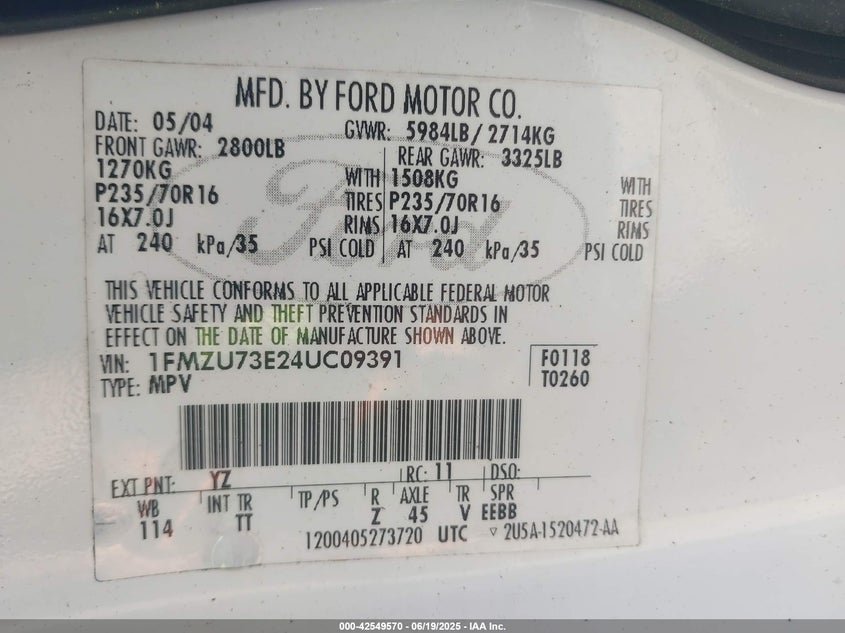 MFD. BY FORD MOTOR CO.
DATE: 05/04 GVWR: 5984LB / 2714KG
FRONT GAWR: 2800LB REAR GAWR: 3325LB
1270KG WITH 1508KG WITH
P235/70R16 TIRES P235/70R16 TIRES
16X7.0J RIMS 16X7.0J RIMS
AT 240 kPa/35 PSI COLD AT 240 kPa/35 PSI COLD
Ford
THIS VEHICLE CONFORMS TO ALL APPLICABLE FEDERAL MOTOR
VEHICLE SAFETY AND THEFT PREVENTION STANDARDS IN
EFFECT ON THE DATE OF MANUFACTURE SHOWN ABOVE.
VIN: 1FMZU73E24UC09391 F0118
TYPE: MPV T0260
EXT PNT: YZ RC: 11 DSO:
WB INT TR TP/PS R AXLE TR SPR
114 TT Z 45 V EEBB
1200405273720 UTC ▽ 2U5A-1520472-AA
000-42549570 - 06/19/2025 - IAA Inc.